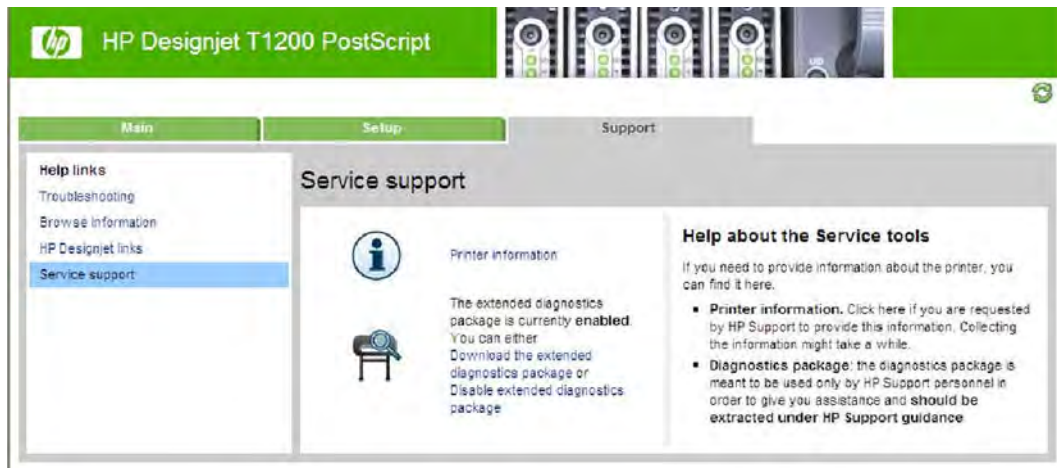 hp HP Designjet T1200 PostScript
UID
Main Setup Support
Help links
Troubleshooting
Browse information
HP Designjet links
Service support
Service support
Printer information
The extended diagnostics
package is currently enabled.
You can either
Download the extended
diagnostics package or
Disable extended diagnostics
package
Help about the Service tools
If you need to provide information about the printer, you
can find it here.
Printer information. Click here if you are requested
by HP Support to provide this information. Collecting
the information might take a while.
Diagnostics package: the diagnostics package is
meant to be used only by HP Support personnel in
order to give you assistance and should be
extracted under HP Support guidance